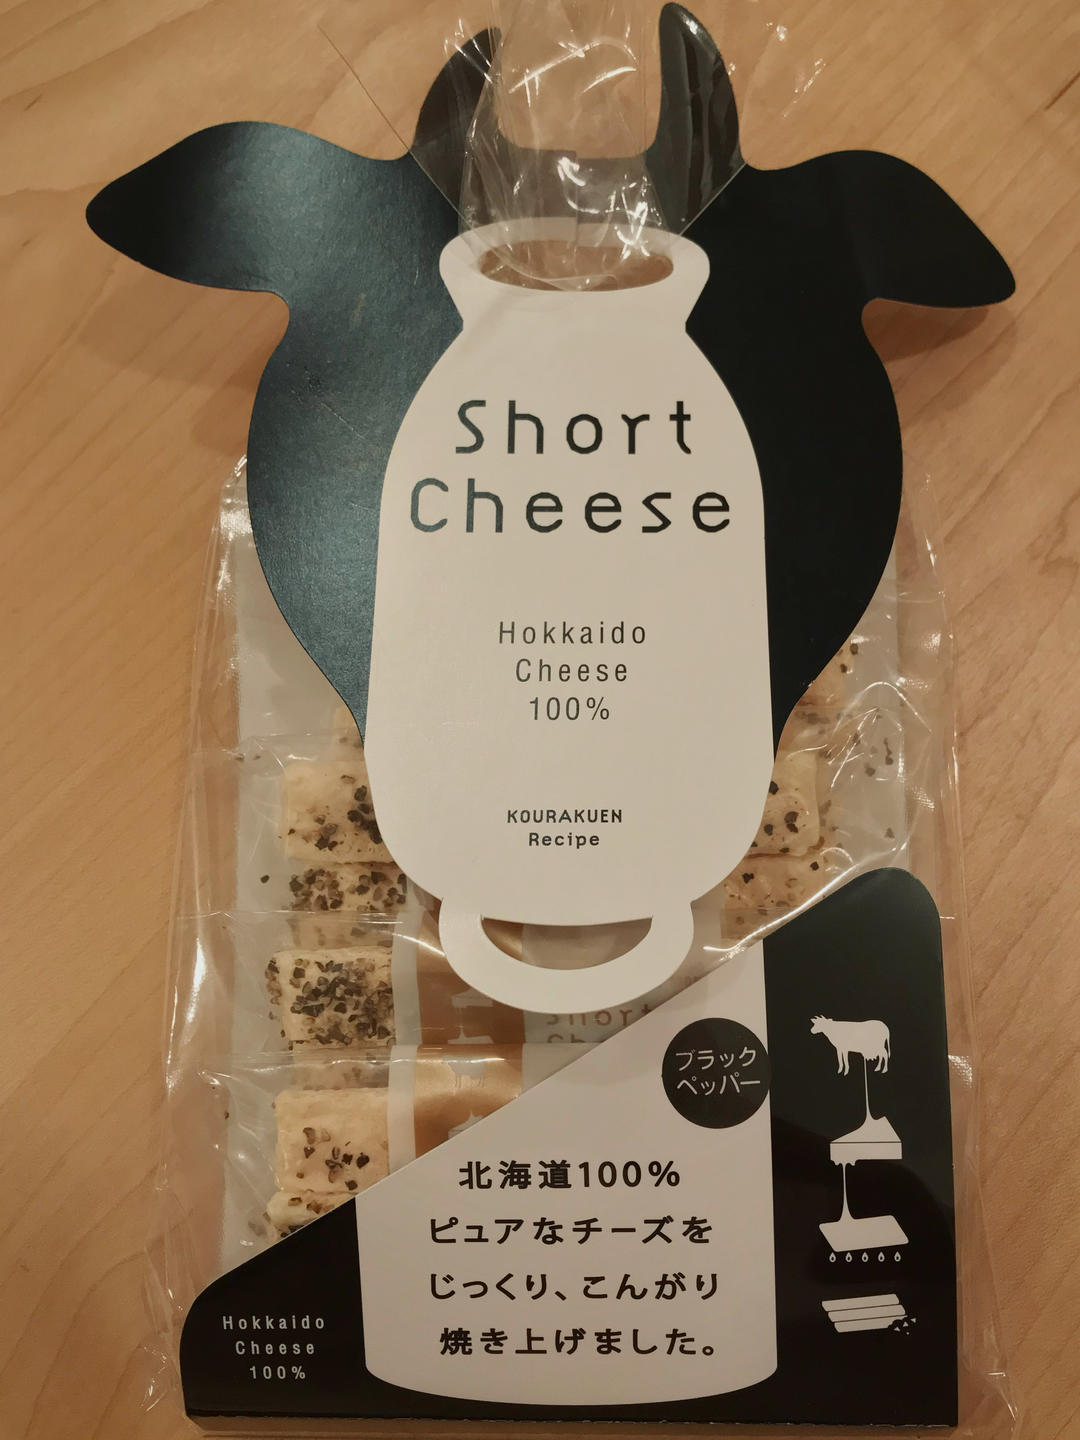 Short
Cheese
Hokkaido
Cheese
100%
KOURAKUEN
Recipe
Short
ブラック
ペッパー
北海道100%
ピュアなチーズを
じっくり、こんがり
焼き上げました。
Hokkaido
Cheese
100%